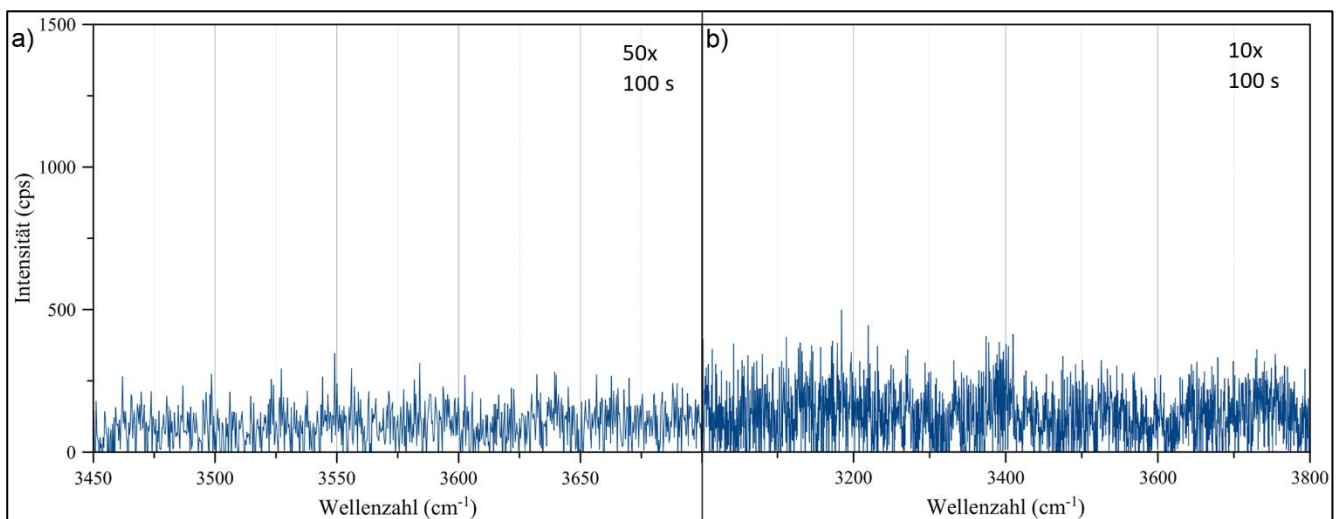 a)
50x
100 s
b)
10x
100 s
1500
1000
500
0
Intensität (cps)
3450
3500
3550
3600
3650
Wellenzahl (cm-1)
3200
3400
3600
3800
Wellenzahl (cm-1)